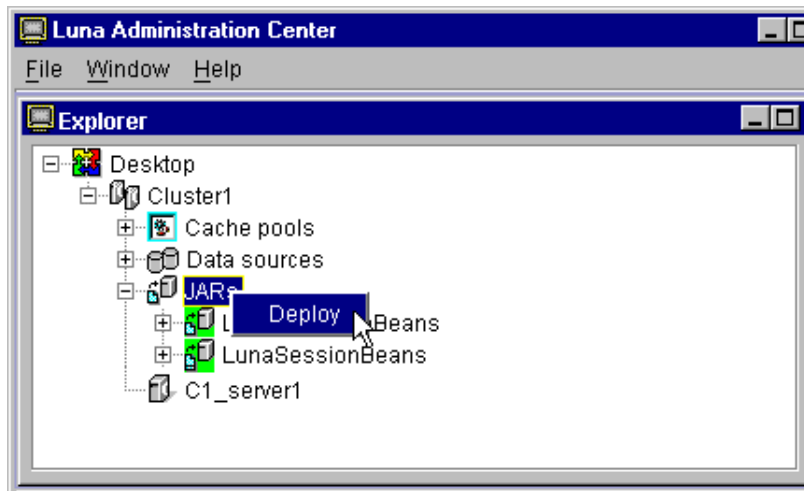 Luna Administration Center
File Window Help
Explorer
Desktop
Cluster1
Cache pools
Data sources
JARs
Deploy
Beans
LunaSessionBeans
C1_server1